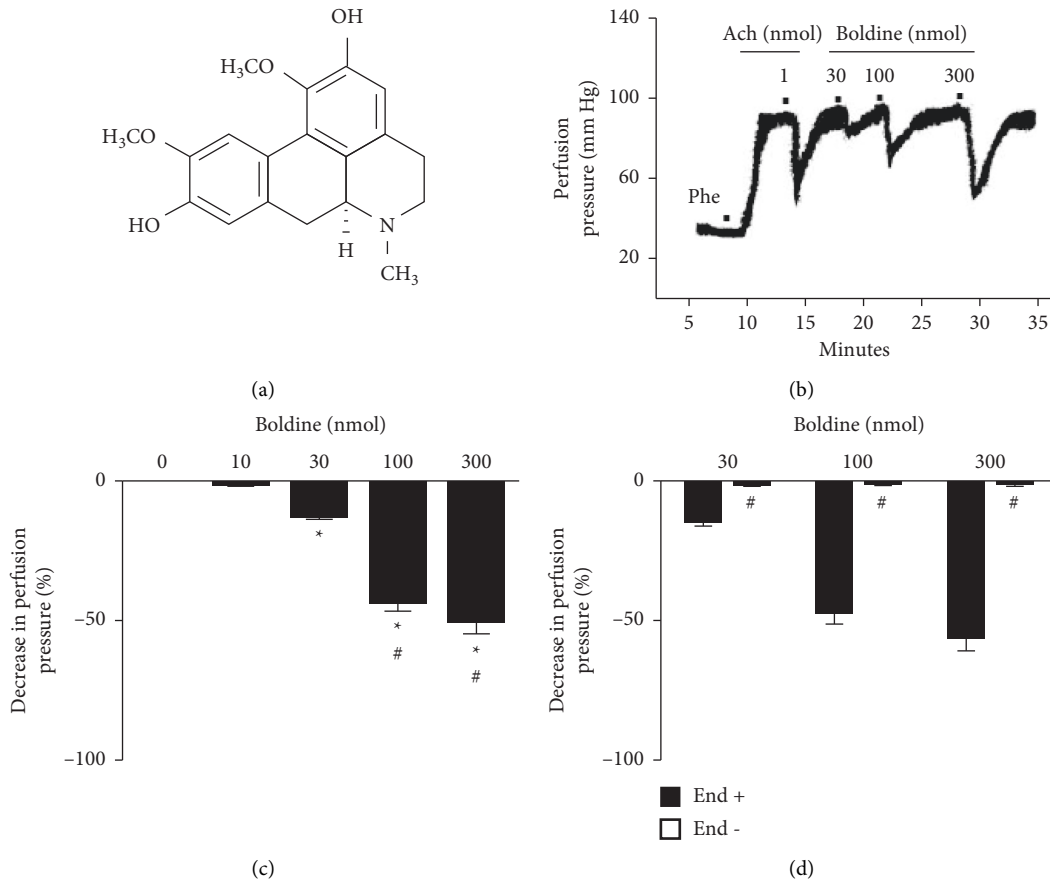 OH
H₃CO
H₃CO
HO
N
H
CH₃
(a)
140
100
60
20
Perfusion
pressure (mm Hg)
Ach (nmol)
Boldine (nmol)
1
30
100
300
Phe
5
10
15
20
25
30
35
Minutes
(b)
Boldine (nmol)
0
10
30
100
300
0
–50
–100
Decrease in perfusion
pressure (%)
*
*
#
*
#
(c)
Boldine (nmol)
30
100
300
0
–50
–100
Decrease in perfusion
pressure (%)
#
#
#
End +
End -
(d)